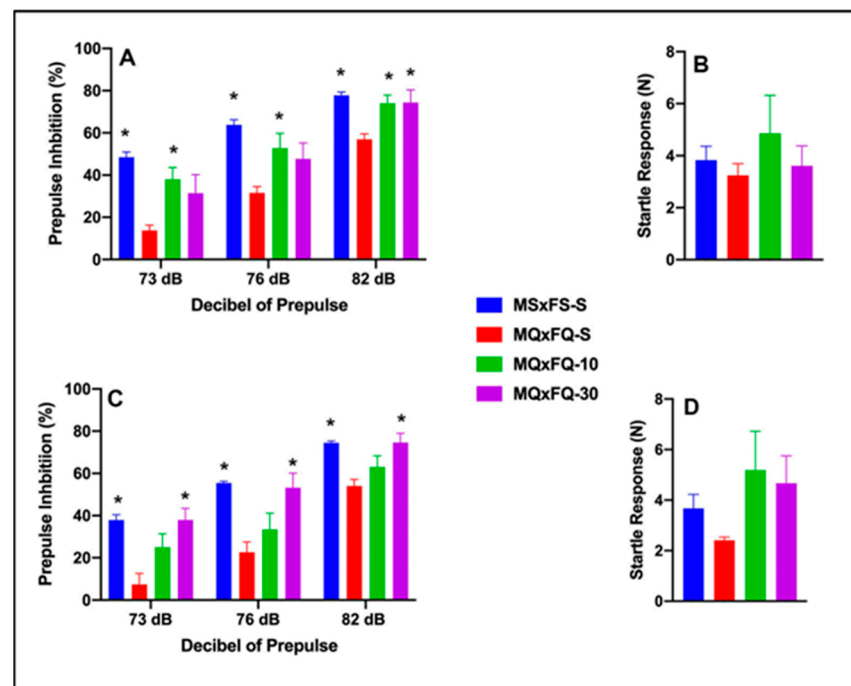 A
Prepulse Inhbitiion (%)
100
80
60
40
20
0
* * * * * * *
73 dB
76 dB
82 dB
Decibel of Prepulse
B
Startle Response (N)
8
6
4
2
0
MSxFS-S
MQxFQ-S
MQxFQ-10
MQxFQ-30
C
Prepulse Inhbitiion (%)
100
80
60
40
20
0
* * * * * *
73 dB
76 dB
82 dB
Decibel of Prepulse
D
Startle Response (N)
8
6
4
2
0